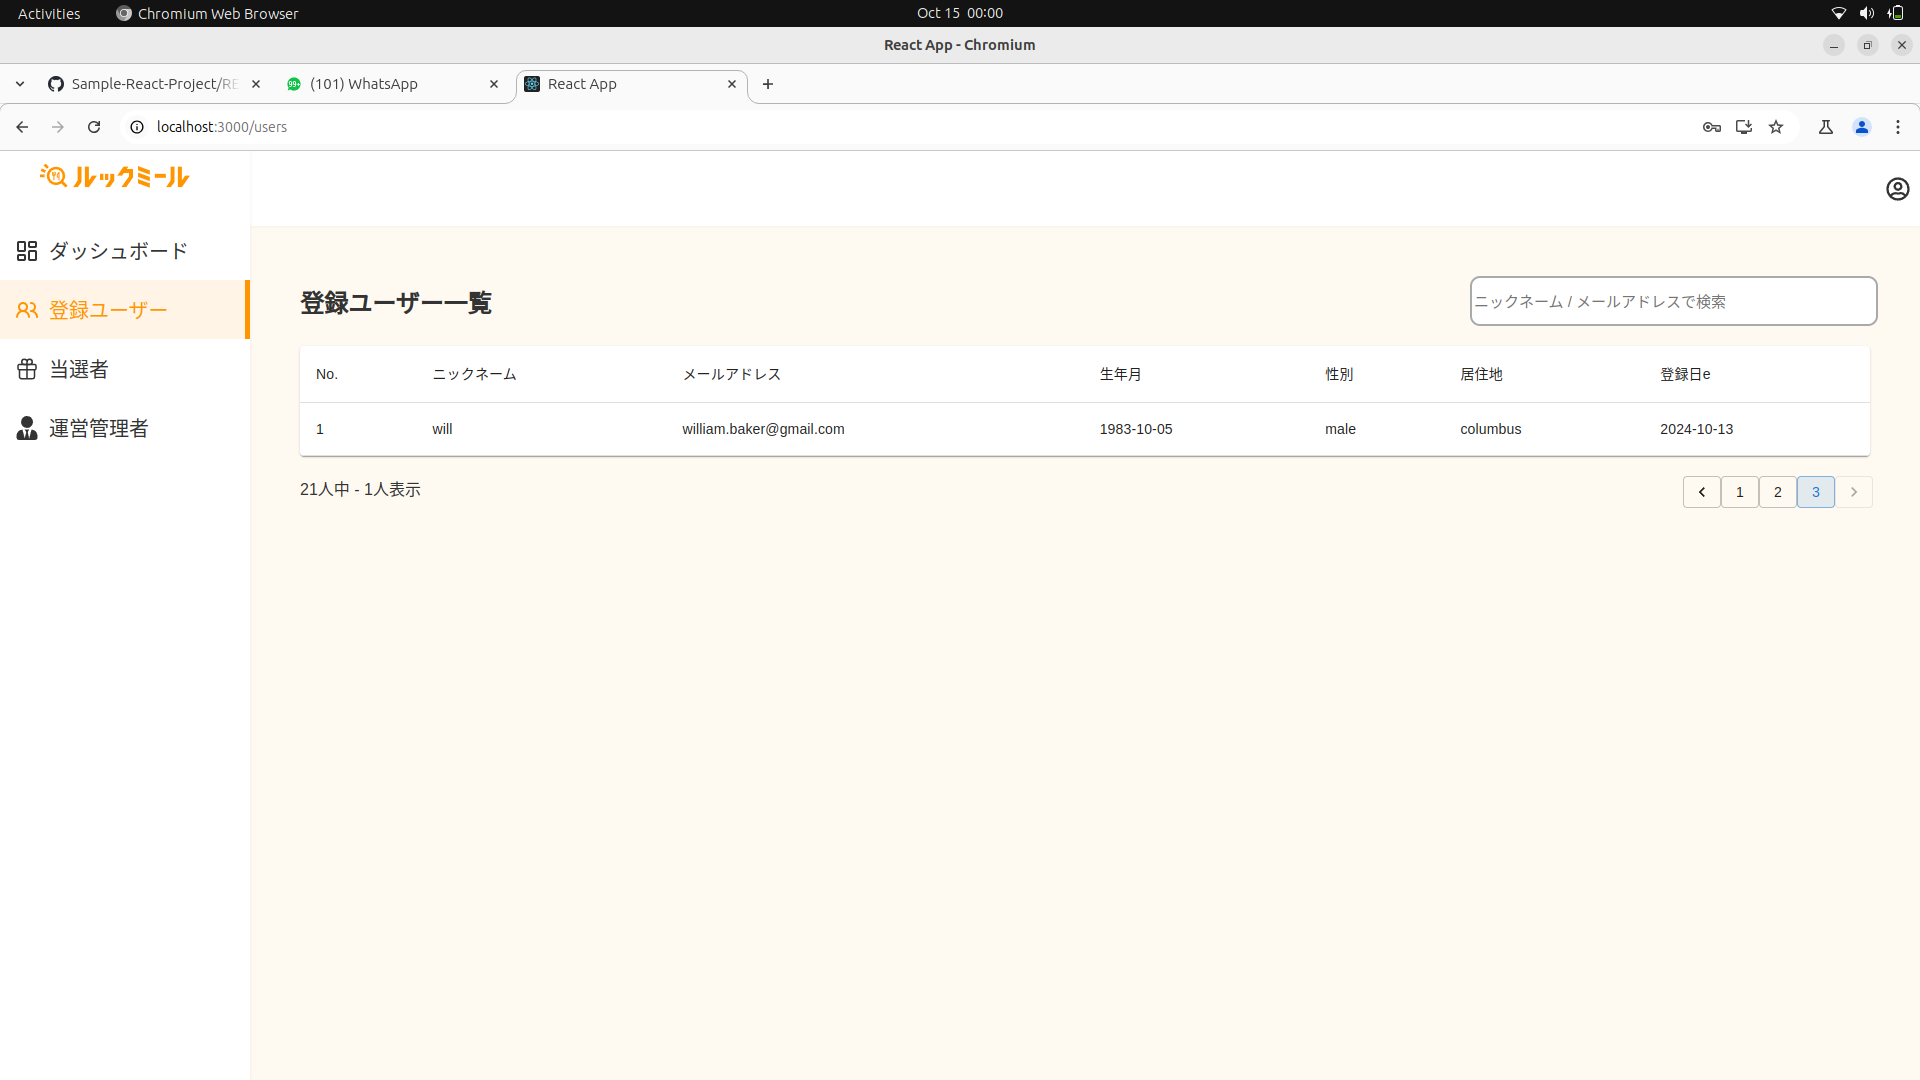 Activities
Chromium Web Browser
Oct 15 00:00
React App - Chromium
Sample-React-Project/RE
(101) WhatsApp
React App
localhost:3000/users
ルックミール
ダッシュボード
登録ユーザー
当選者
運営管理者
登録ユーザー一覧
ニックネーム / メールアドレスで検索
No. ニックネーム メールアドレス 生年月 性別 居住地 登録日e
1 will william.baker@gmail.com 1983-10-05 male columbus 2024-10-13
21人中 - 1人表示
1 2 3